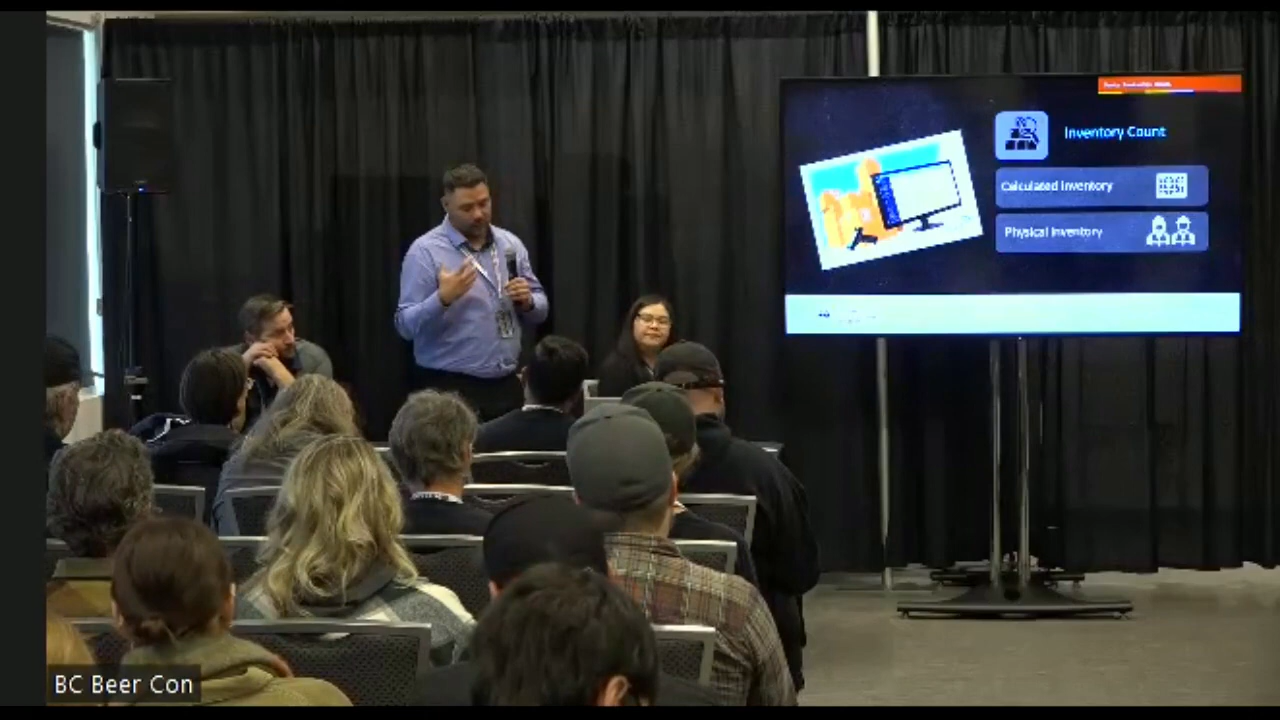 Inventory Count
Calculated Inventory
Physical Inventory
BC Beer Con